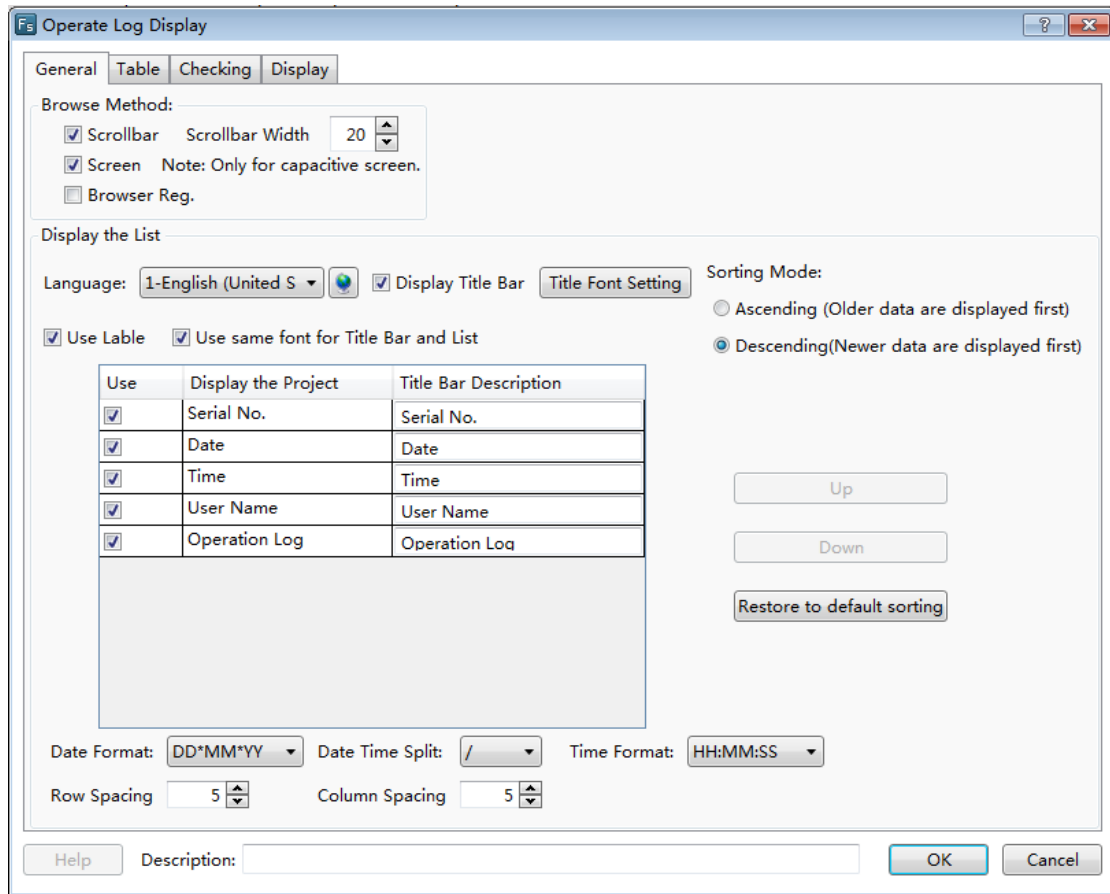 Fs Operate Log Display ?
General Table Checking Display
Browse Method:
Scrollbar Scrollbar Width 20
Screen Note: Only for capacitive screen.
Browser Reg.
Display the List
Language: 1-English (United S Display Title Bar Title Font Setting
Sorting Mode:
Ascending (Older data are displayed first)
Use Lable Use same font for Title Bar and List
Descending(Newer data are displayed first)
Use Display the Project Title Bar Description
Serial No. Serial No.
Date Date
Time Time
User Name User Name
Operation Log Operation Log
Up
Down
Restore to default sorting
Date Format: DD*MM*YY Date Time Split: / Time Format: HH:MM:SS
Row Spacing 5 Column Spacing 5
Help Description: OK Cancel